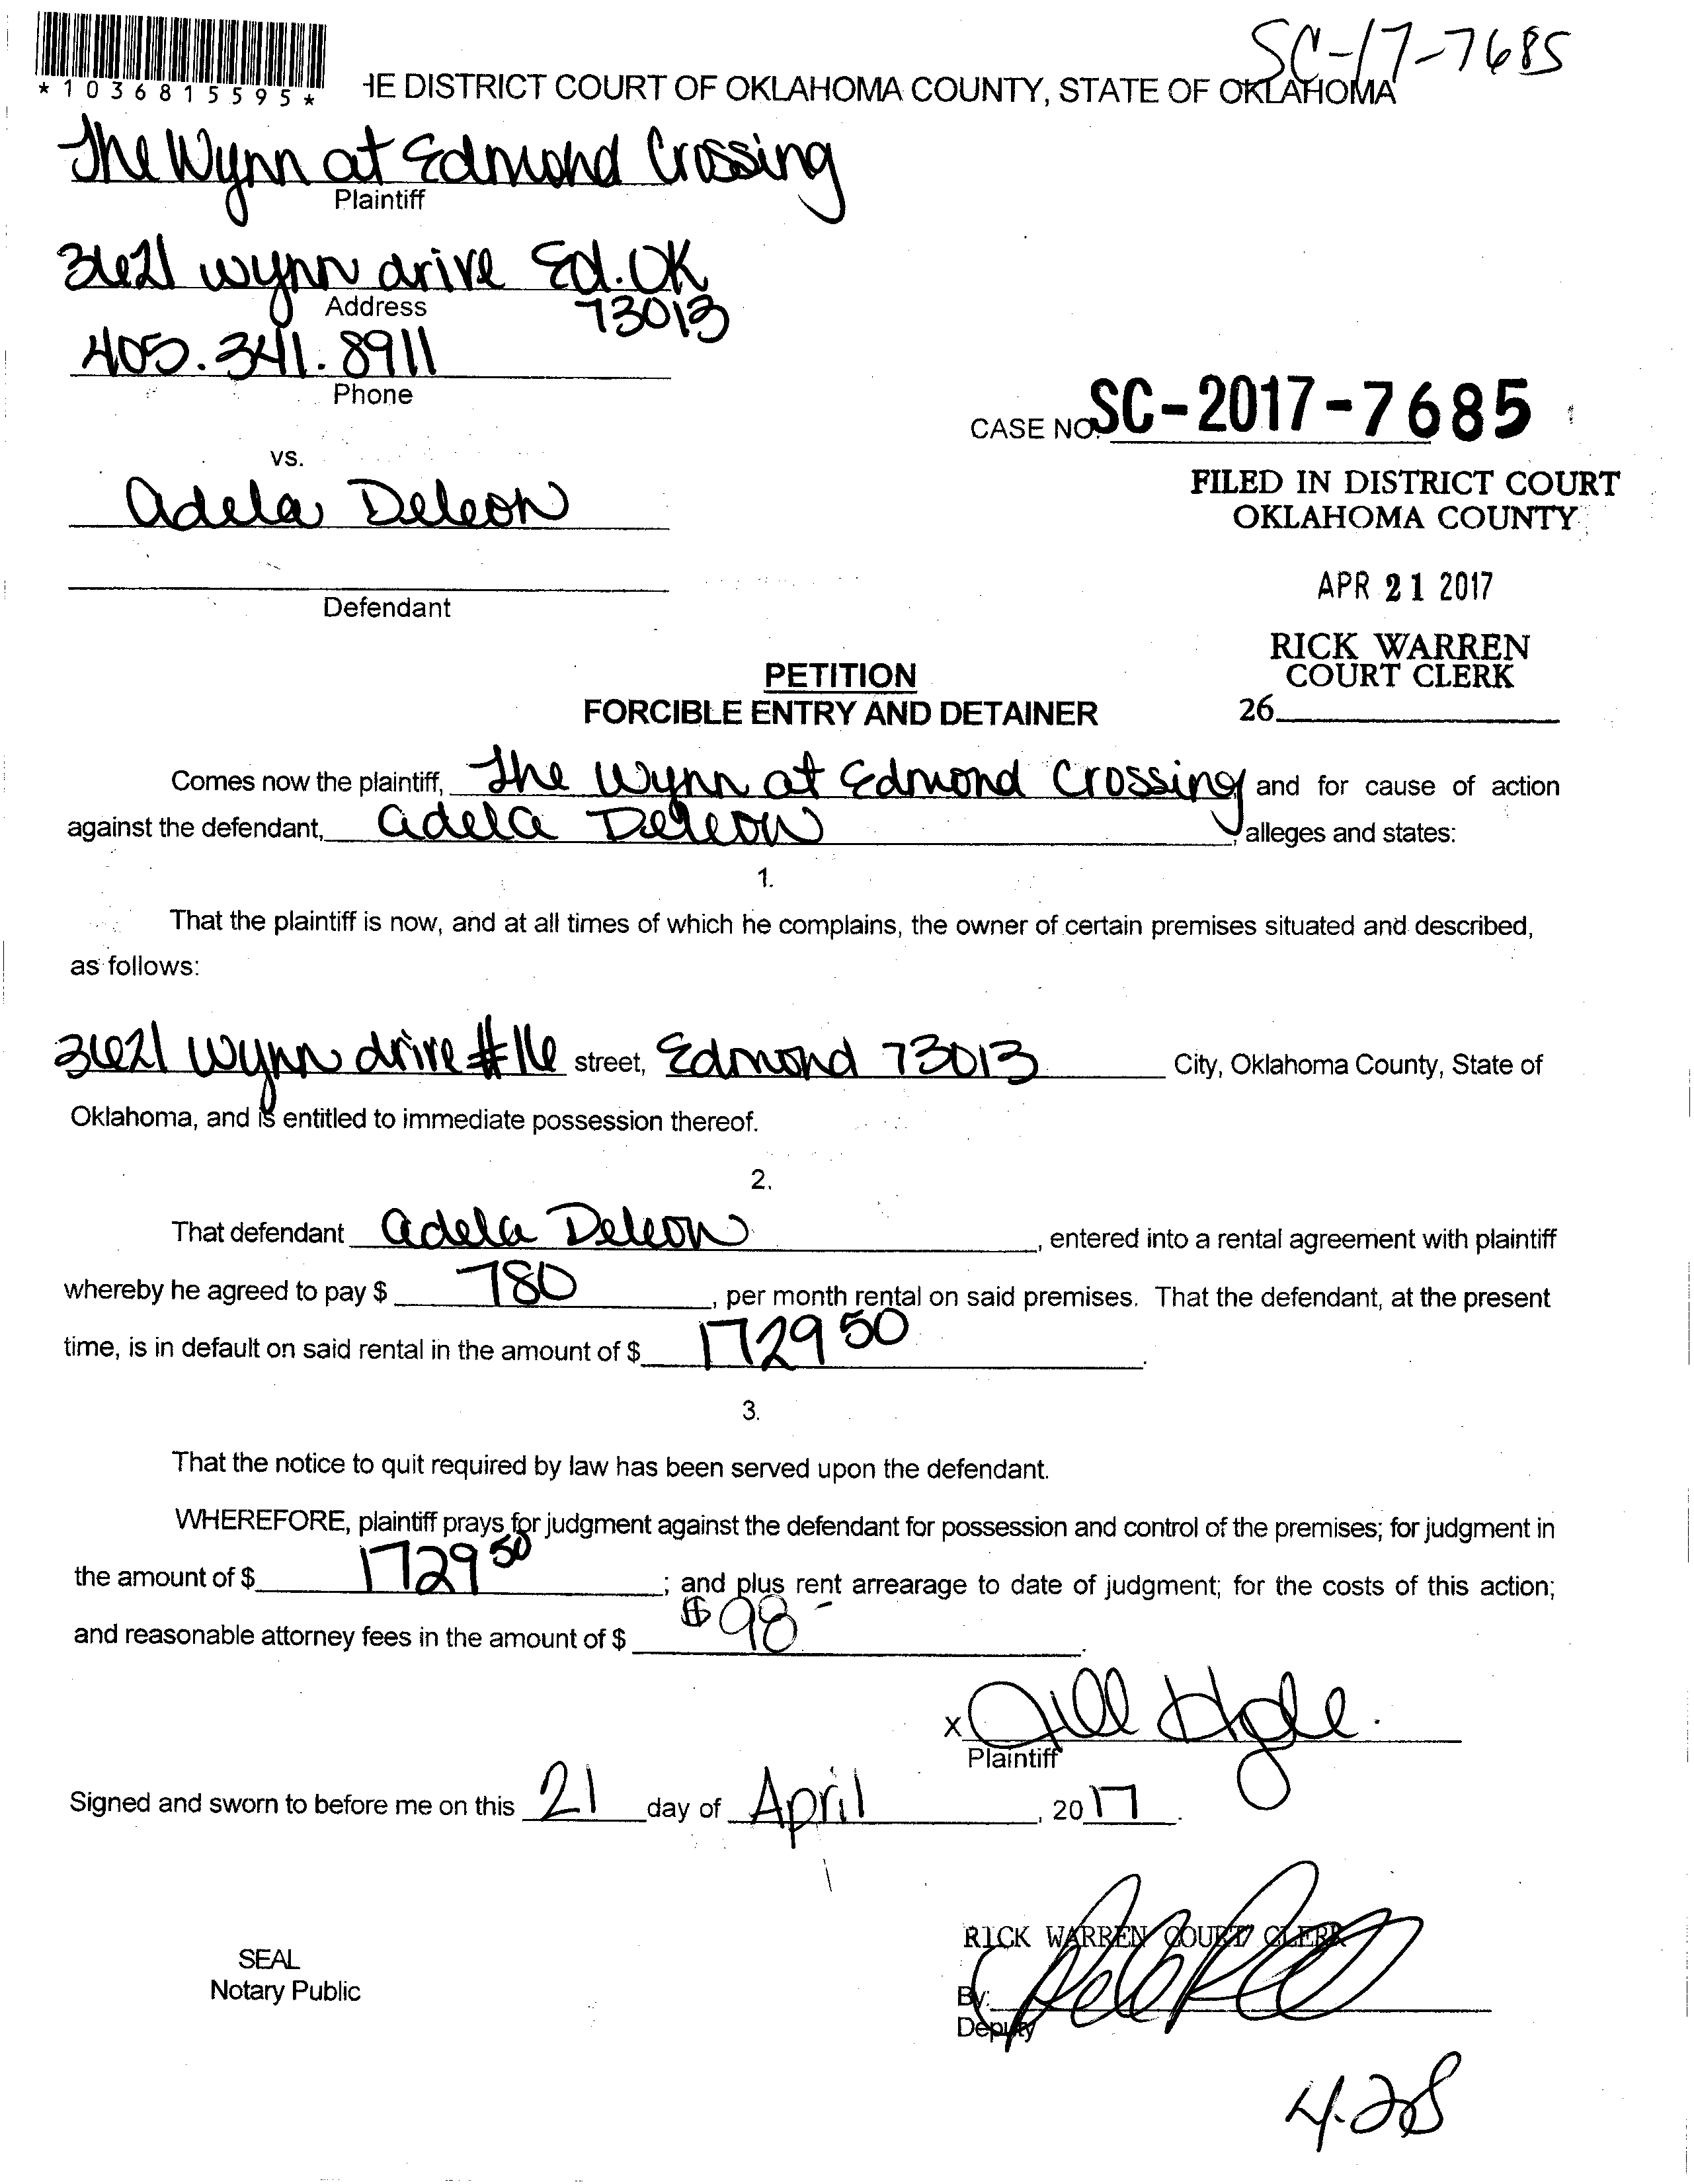 SC-17-7685
*1036815595*
HE DISTRICT COURT OF OKLAHOMA COUNTY, STATE OF OKLAHOMA
The Wynn at Edmond Crossing
Plaintiff
3621 wynn drive Ed. OK
Address
73013
405.341.8911
Phone
CASE NO. SC-2017-7685
vs.
FILED IN DISTRICT COURT
OKLAHOMA COUNTY
Adela Deleon
APR 21 2017
Defendant
RICK WARREN
COURT CLERK
26
PETITION
FORCIBLE ENTRY AND DETAINER
Comes now the plaintiff, The Wynn at Edmond Crossing and for cause of action
against the defendant, Adela Deleon, alleges and states:
1.
That the plaintiff is now, and at all times of which he complains, the owner of certain premises situated and described,
as follows:
3621 Wynn drive #16 street, Edmond 73013 City, Oklahoma County, State of
Oklahoma, and is entitled to immediate possession thereof.
2.
That defendant Adela Deleon, entered into a rental agreement with plaintiff
whereby he agreed to pay $ 780, per month rental on said premises. That the defendant, at the present
time, is in default on said rental in the amount of $ 1729 50.
3.
That the notice to quit required by law has been served upon the defendant.
WHEREFORE, plaintiff prays for judgment against the defendant for possession and control of the premises; for judgment in
the amount of $ 1729 50; and plus rent arrearage to date of judgment; for the costs of this action;
and reasonable attorney fees in the amount of $ $98-.
x Jill Hyde.
Plaintiff
Signed and sworn to before me on this 21 day of April, 2017.
RICK WARREN COURT CLERK
SEAL
Notary Public
By:
Deputy
4.28